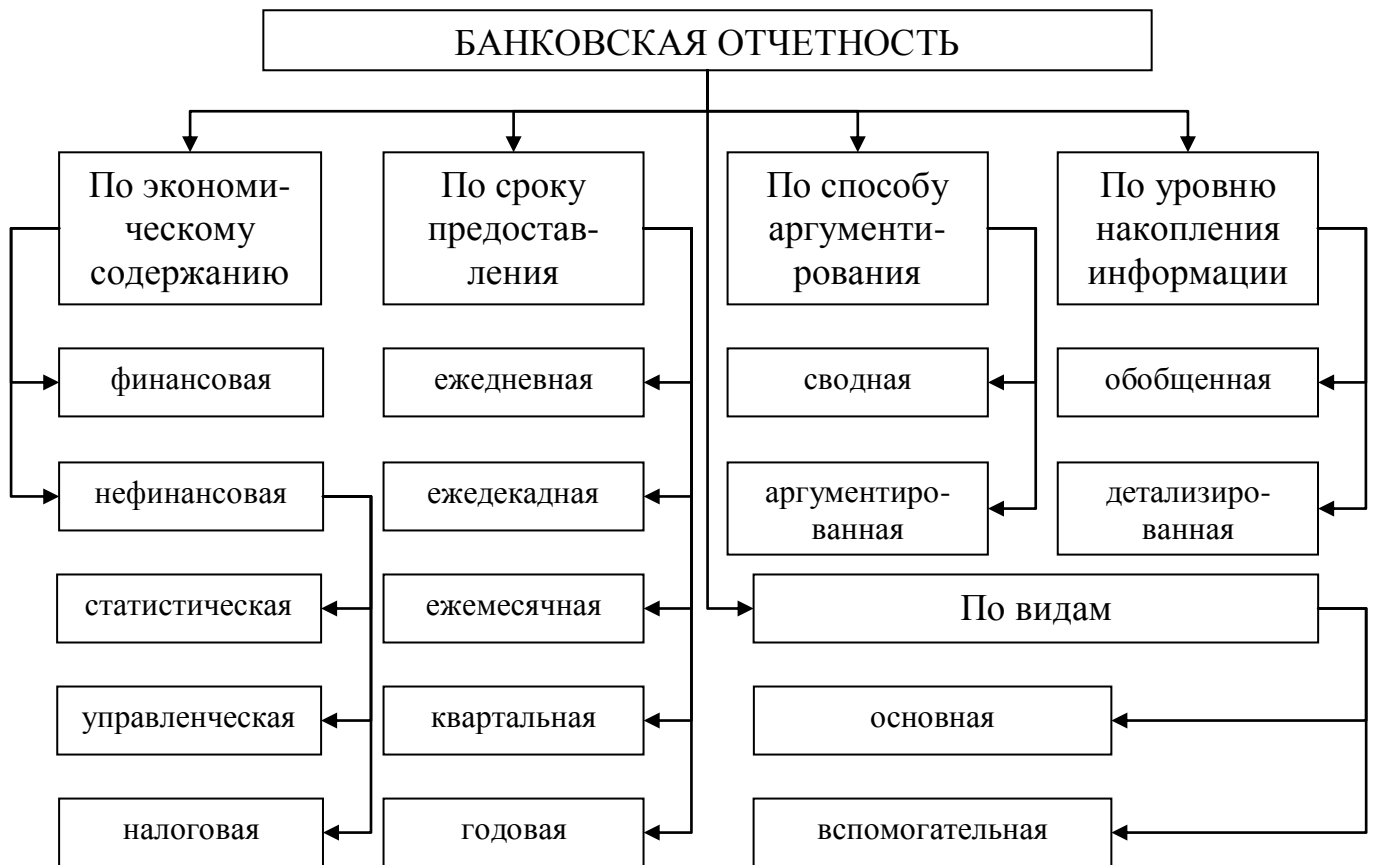 БАНКОВСКАЯ ОТЧЕТНОСТЬ
По экономи-
ческому
содержанию
По сроку
предостав-
ления
По способу
аргументи-
рования
По уровню
накопления
информации
финансовая
ежедневная
сводная
обобщенная
нефинансовая
ежедекадная
аргументиро-
ванная
детализиро-
ванная
статистическая
ежемесячная
По видам
управленческая
квартальная
основная
налоговая
годовая
вспомогательная